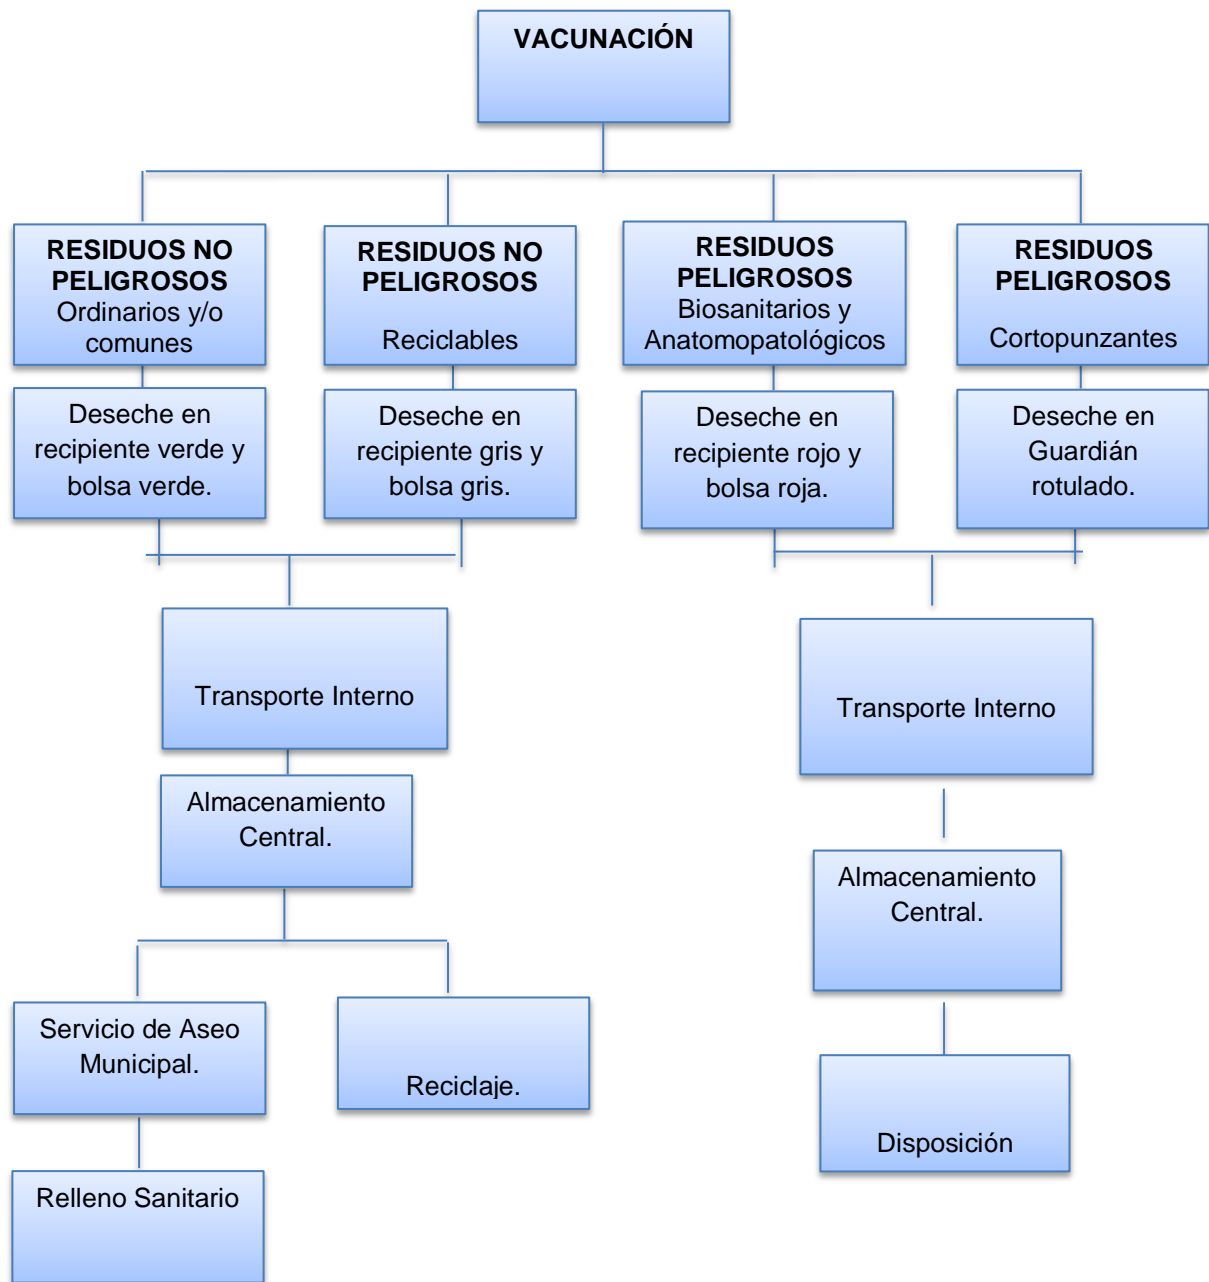 VACUNACIÓN
RESIDUOS NO
PELIGROSOS
Ordinarios y/o
comunes
RESIDUOS NO
PELIGROSOS
Reciclables
RESIDUOS
PELIGROSOS
Biosanitarios y
Anatomopatológicos
RESIDUOS
PELIGROSOS
Cortopunzantes
Deseche en
recipiente verde y
bolsa verde.
Deseche en
recipiente gris y
bolsa gris.
Deseche en
recipiente rojo y
bolsa roja.
Deseche en
Guardián
rotulado.
Transporte Interno
Transporte Interno
Almacenamiento
Central.
Almacenamiento
Central.
Servicio de Aseo
Municipal.
Reciclaje.
Disposición
Relleno Sanitario